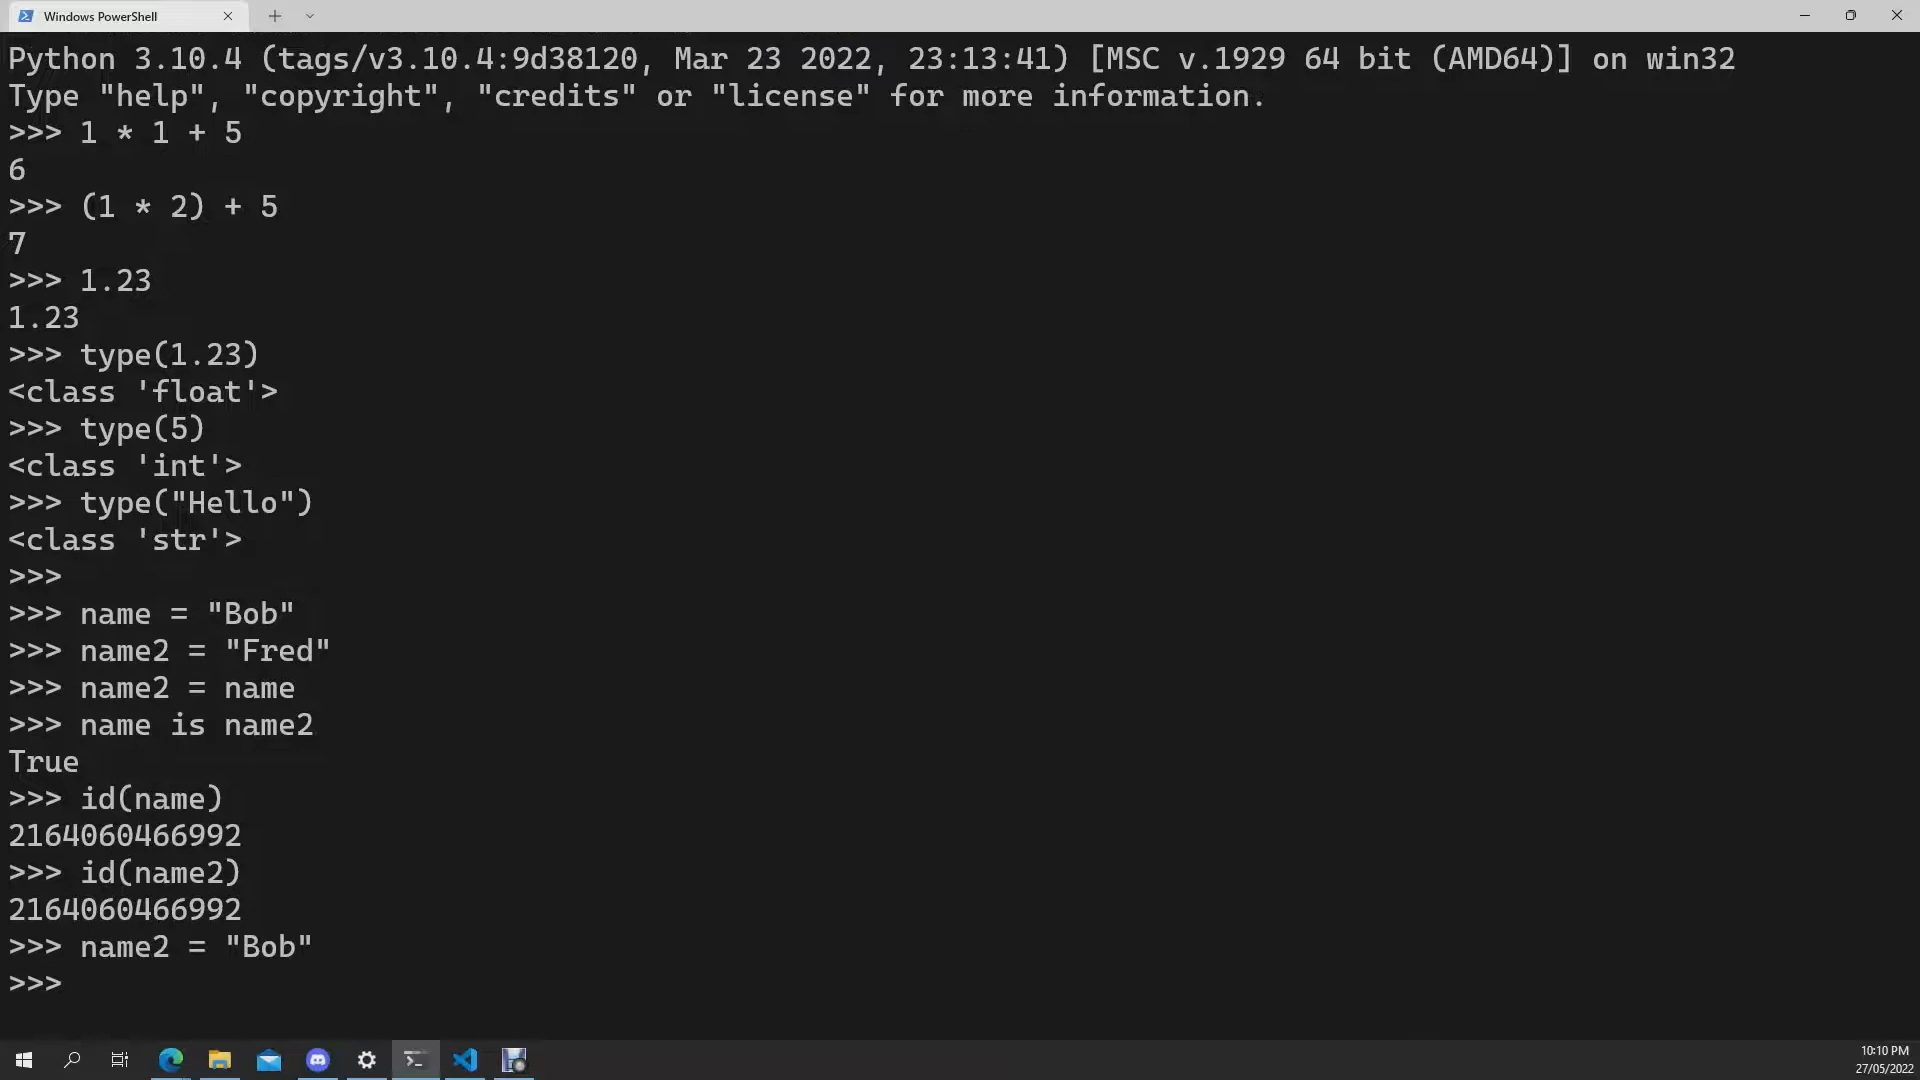 Windows PowerShell
Python 3.10.4 (tags/v3.10.4:9d38120, Mar 23 2022, 23:13:41) [MSC v.1929 64 bit (AMD64)] on win32
Type "help", "copyright", "credits" or "license" for more information.
>>> 1 * 1 + 5
6
>>> (1 * 2) + 5
7
>>> 1.23
1.23
>>> type(1.23)
<class 'float'>
>>> type(5)
<class 'int'>
>>> type("Hello")
<class 'str'>
>>>
>>> name = "Bob"
>>> name2 = "Fred"
>>> name2 = name
>>> name is name2
True
>>> id(name)
2164060466992
>>> id(name2)
2164060466992
>>> name2 = "Bob"
>>>
10:10 PM
27/05/2022